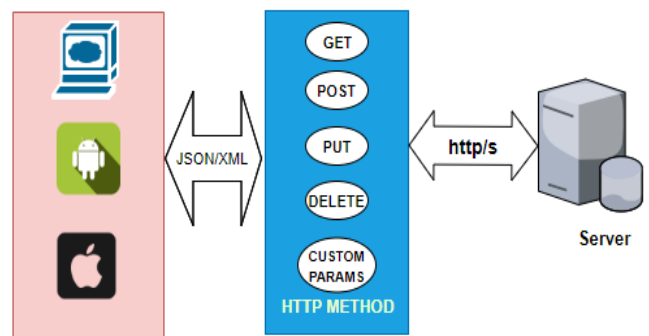 GET
POST
PUT
DELETE
CUSTOM
PARAMS
HTTP METHOD
JSON/XML
http/s
Server